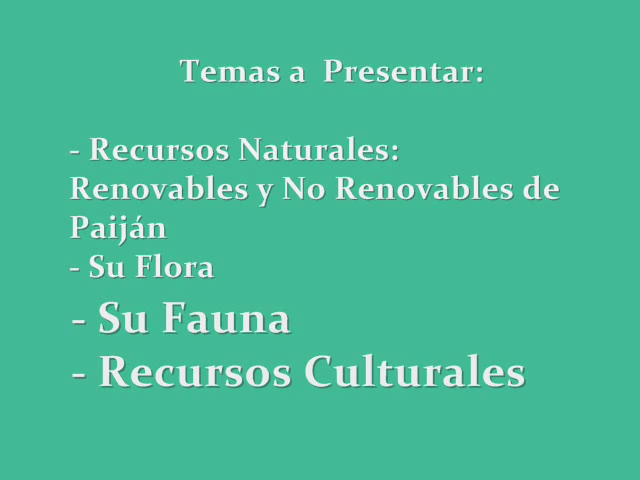 Temas a Presentar:
- Recursos Naturales:
Renovables y No Renovables de
Paiján
- Su Flora
- Su Fauna
- Recursos Culturales